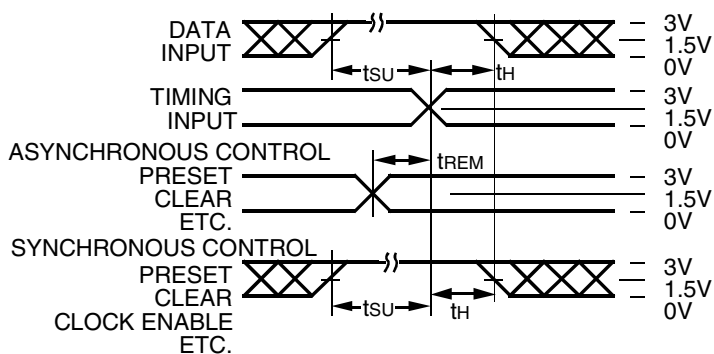 DATA
INPUT
3V
1.5V
0V
tSU
tH
TIMING
INPUT
3V
1.5V
0V
ASYNCHRONOUS CONTROL
PRESET
CLEAR
ETC.
tREM
3V
1.5V
0V
SYNCHRONOUS CONTROL
PRESET
CLEAR
CLOCK ENABLE
ETC.
tSU
tH
3V
1.5V
0V